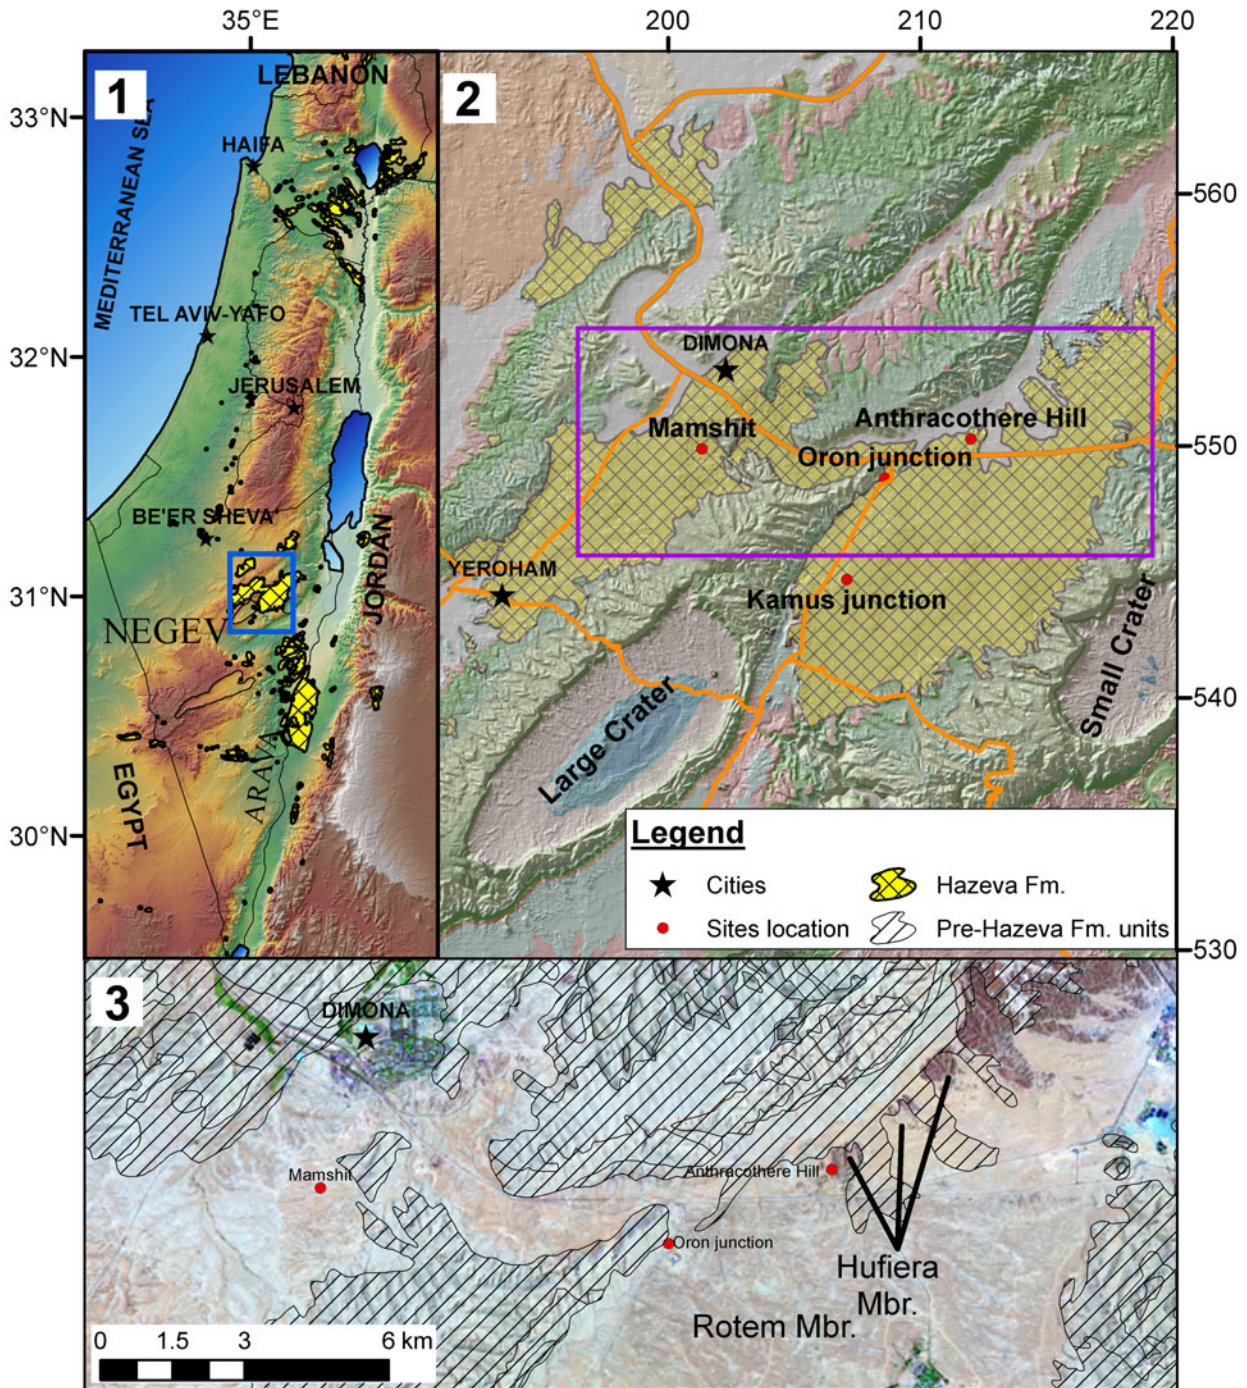 35°E
200
210
220
1
LEBANON
33°N
MEDITERRANEAN SEA
HAIFA
TEL AVIV-YAFO
32°N
JERUSALEM
BE'ER SHEVA'
31°N
NEGEV
JORDAN
ARAVA
EGYPT
30°N
2
560
DIMONA
Mamshit
Anthracothere Hill
Oron junction
550
YEROHAM
Kamus junction
Large Crater
Small Crater
540
530
Legend
Cities
Hazeva Fm.
Sites location
Pre-Hazeva Fm. units
3
DIMONA
Mamshit
Anthracothere Hill
Oron junction
Hufiera
Mbr.
Rotem Mbr.
0 1.5 3 6 km